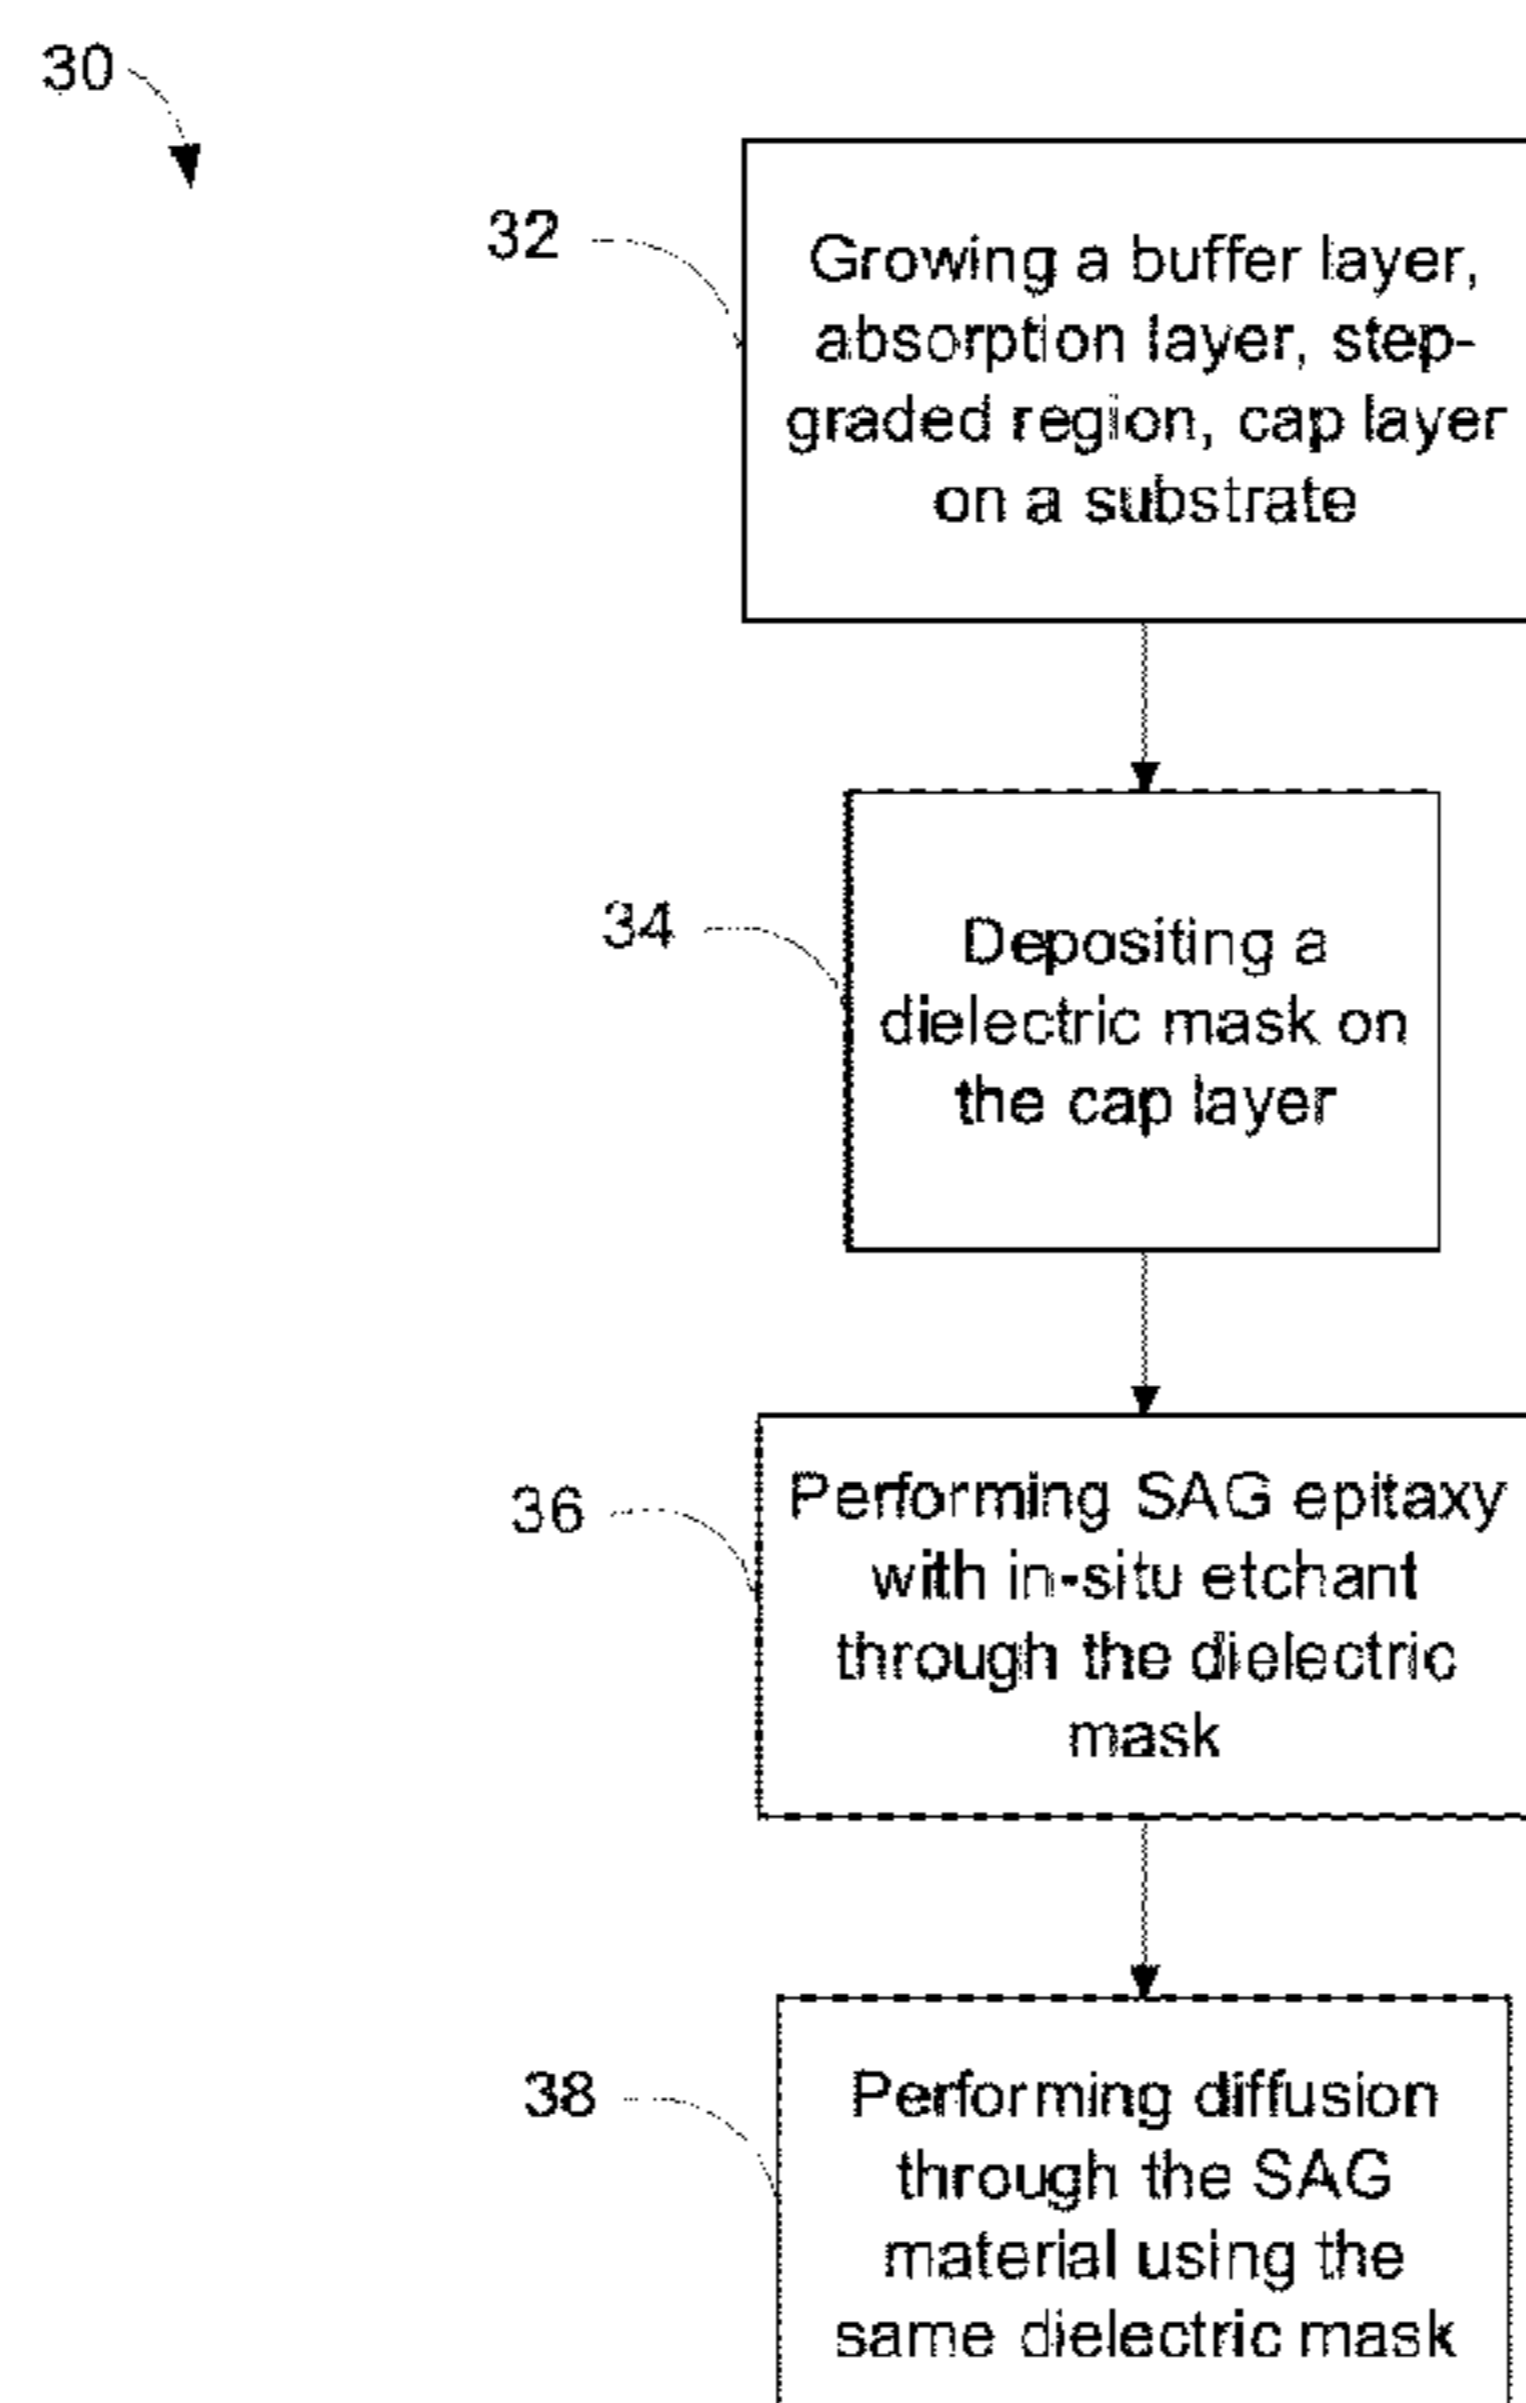 30
32
Growing a buffer layer,
absorption layer, step-
graded region, cap layer
on a substrate
34
Depositing a
dielectric mask on
the cap layer
36
Performing SAG epitaxy
with in-situ etchant
through the dielectric
mask
38
Performing diffusion
through the SAG
material using the
same dielectric mask